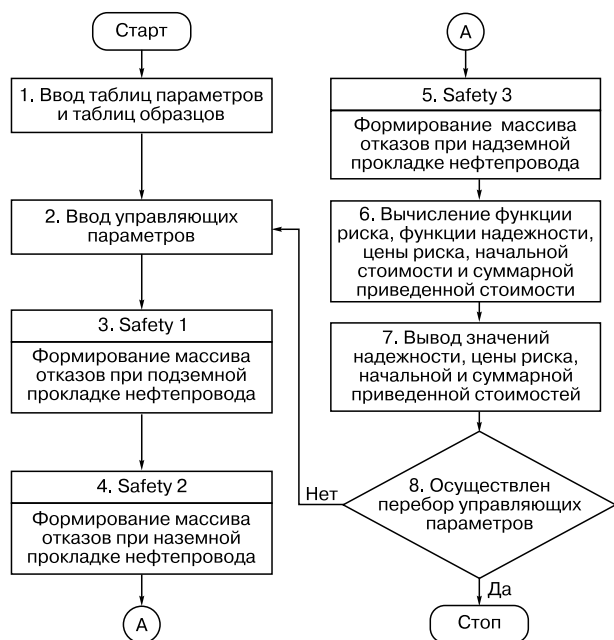 Старт
1. Ввод таблиц параметров
и таблиц образцов
2. Ввод управляющих
параметров
3. Safety 1
Формирование массива
отказов при подземной
прокладке нефтепровода
4. Safety 2
Формирование массива
отказов при наземной
прокладке нефтепровода
А
А
5. Safety 3
Формирование массива
отказов при надземной
прокладке нефтепровода
6. Вычисление функции
риска, функции надежности,
цены риска, начальной
стоимости и суммарной
приведенной стоимости
7. Вывод значений
надежности, цены риска,
начальной и суммарной
приведенной стоимостей
8. Осуществлен
перебор управляющих
параметров
Нет
Да
Стоп